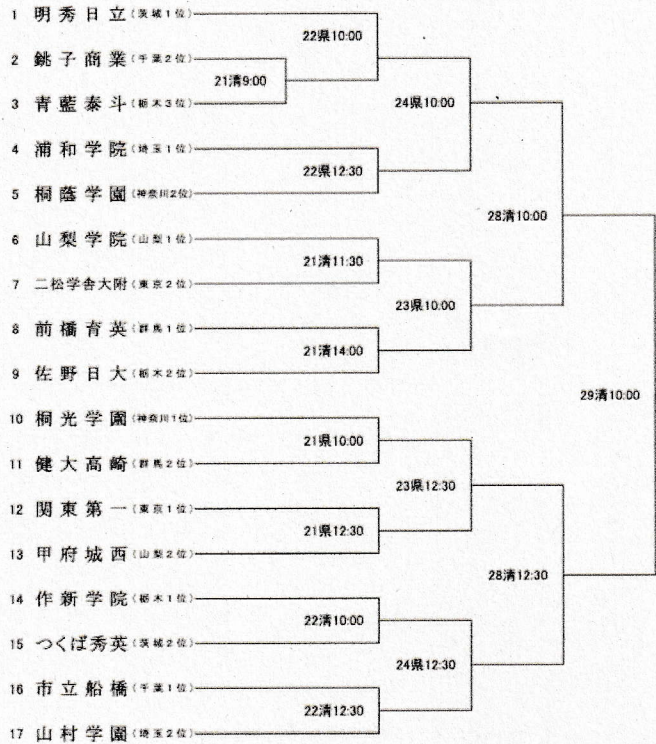 1 明秀日立(茨城1位)
22県10:00
2 銚子商業(千葉2位)
21清9:00
3 青藍泰斗(栃木3位)
24県10:00
4 浦和学院(埼玉1位)
22県12:30
5 桐蔭学園(神奈川2位)
28清10:00
6 山梨学院(山梨1位)
21清11:30
7 二松学舎大附(東京2位)
23県10:00
8 前橋育英(群馬1位)
21清14:00
9 佐野日大(栃木2位)
29清10:00
10 桐光学園(神奈川1位)
21県10:00
11 健大高崎(群馬2位)
23県12:30
12 関東第一(東京1位)
21県12:30
13 甲府城西(山梨2位)
28清12:30
14 作新学院(栃木1位)
22清10:00
15 つくば秀英(茨城2位)
24県12:30
16 市立船橋(千葉1位)
22清12:30
17 山村学園(埼玉2位)